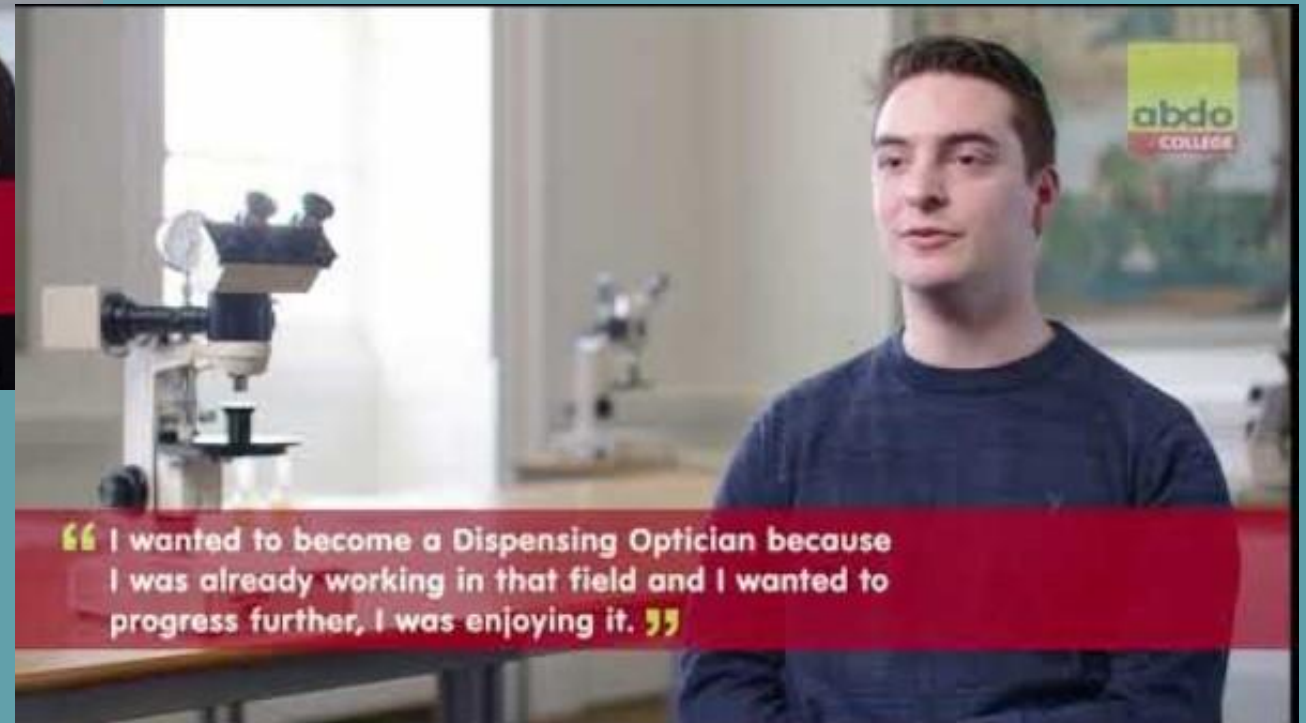 abdo
COLLEGE
“ I wanted to become a Dispensing Optician because
I was already working in that field and I wanted to
progress further, I was enjoying it. ”